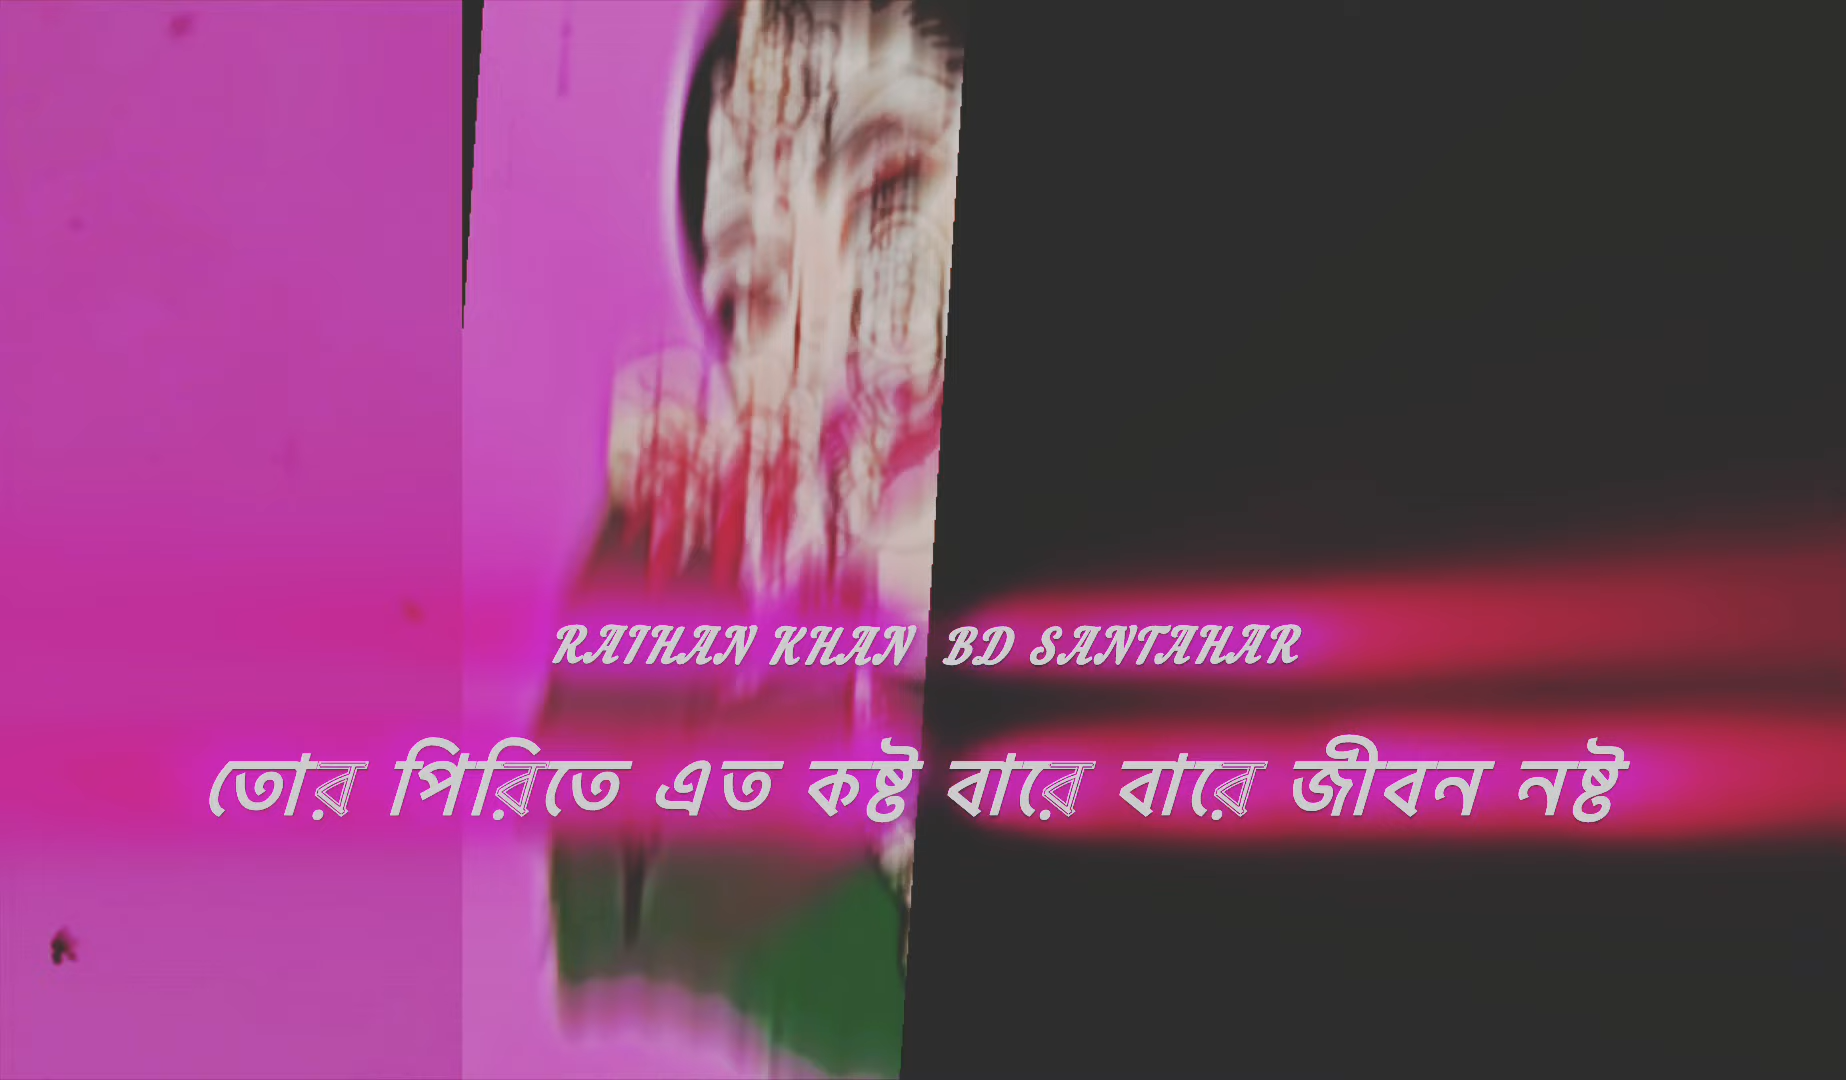 RAIHAN KHAN BD SANTAHAR
তোর পিরিতে এত কষ্ট বারে বারে জীবন নষ্ট